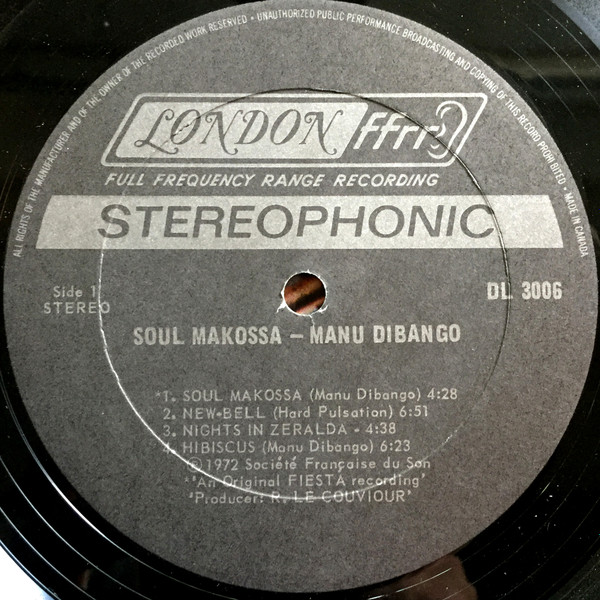 ALL RIGHTS OF THE MANUFACTURER AND OF THE OWNER OF THE RECORDED WORK RESERVED • UNAUTHORIZED PUBLIC PERFORMANCE BROADCASTING AND COPYING OF THIS RECORD PROHIBITED • MADE IN CANADA
LONDON ffrr
FULL FREQUENCY RANGE RECORDING
STEREOPHONIC
Side 1
STEREO
DL 3006
SOUL MAKOSSA – MANU DIBANGO
*1. SOUL MAKOSSA (Manu Dibango) 4:28
2. NEW-BELL (Hard Pulsation) 6:51
3. NIGHTS IN ZERALDA - 4:38
4. HIBISCUS (Manu Dibango) 6:23
℗ 1972 Société Française du Son
*'An Original FIESTA recording'
'Producer: R. LE COUVIOUR'